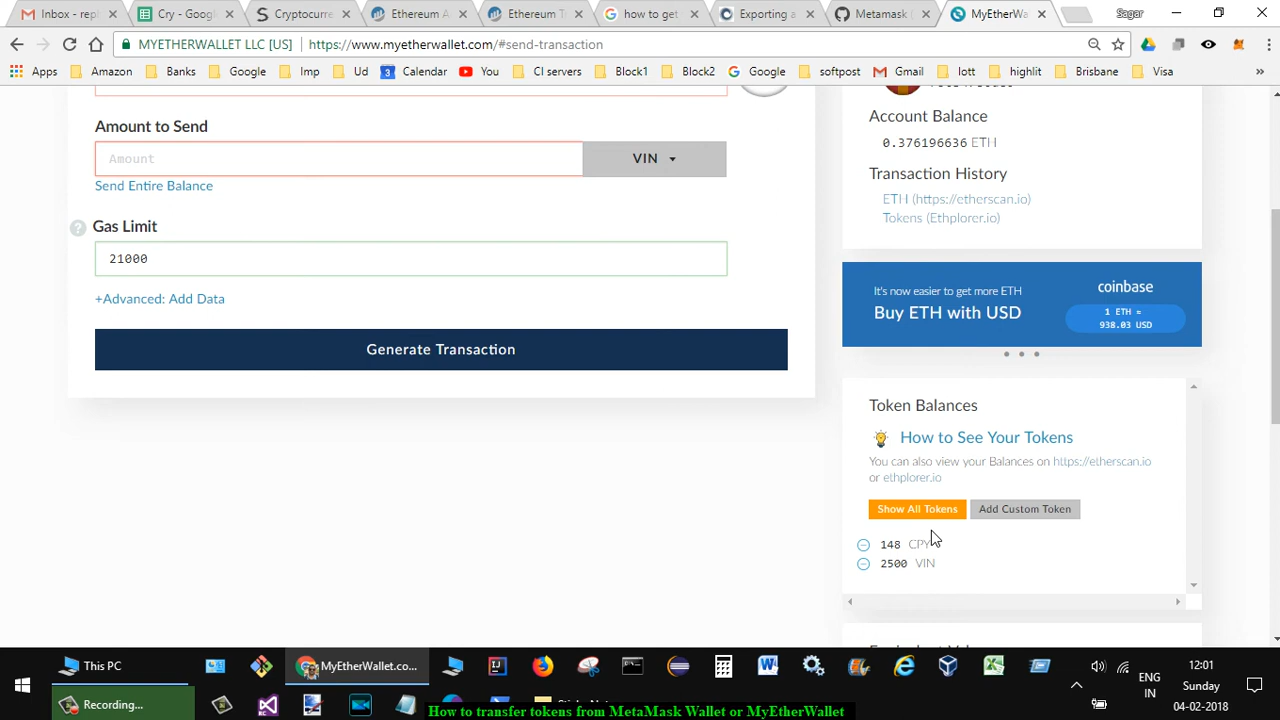 Inbox - rep
Cry - Goog
Cryptocurre
Ethereum A
Ethereum T
how to get
Exporting a
Metamask (
MyEtherWa
Sagar
MYETHERWALLET LLC [US]
https://www.myetherwallet.com/#send-transaction
Apps
Amazon
Banks
Google
Imp
Ud
Calendar
You
CI servers
Block1
Block2
Google
softpost
Gmail
lott
highlit
Brisbane
Visa
»
Amount to Send
Amount
VIN
Send Entire Balance
Gas Limit
21000
+Advanced: Add Data
Generate Transaction
Account Balance
0.376196636 ETH
Transaction History
ETH (https://etherscan.io)
Tokens (Ethplorer.io)
It's now easier to get more ETH
Buy ETH with USD
coinbase
1 ETH ≈
938.03 USD
Token Balances
How to See Your Tokens
You can also view your Balances on https://etherscan.io
or ethplorer.io
Show All Tokens
Add Custom Token
148 CPY
2500 VIN
This PC
MyEtherWallet.co...
Recording...
ENG
IN
12:01
Sunday
04-02-2018
How to transfer tokens from MetaMask Wallet or MyEtherWallet